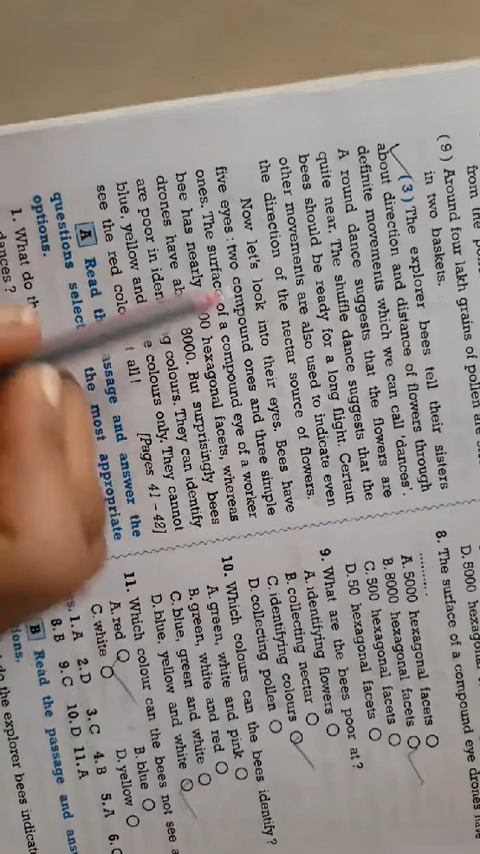 from the
(9) Around four lakh grains of pollen are
in two baskets.
(3) The explorer bees tell their sisters
about direction and distance of flowers through
definite movements which we can call 'dances'.
A round dance suggests that the flowers are
quite near. The shuffle dance suggests that the
bees should be ready for a long flight. Certain
other movements are also used to indicate even
the direction of the nectar source of flowers.
Now let's look into their eyes. Bees have
five eyes : two compound ones and three simple
ones. The surface of a compound eye of a worker
bee has nearly 00 hexagonal facets, whereas
drones have ab 8000. But surprisingly bees
are poor in iden g colours. They can identify
blue, yellow and e colours only. They cannot
see the red colo t all! [Pages 41-42]
A Read th assage and answer the
questions selec the most appropriate
options.
1. What do th
dances ?
D. 5000 hexagonal
8. The surface of a compound eye drones have
..........
A. 5000 hexagonal facets
B. 8000 hexagonal facets
C. 500 hexagonal facets
D. 50 hexagonal facets
9. What are the bees poor at ?
A. identifying flowers
B. collecting nectar
C. identifying colours
D. collecting pollen
10. Which colours can the bees identify?
A. green, white and pink
B. green, white and red
C. blue, green and white
D. blue, yellow and white
11. Which colour can the bees not see a
A. red B. blue
C. white D. yellow
s. 1. A 2. D 3. C 4. B 5. A 6. C
8. B 9. C 10. D 11. A
B Read the passage and ans
ions.
do the explorer bees indicat